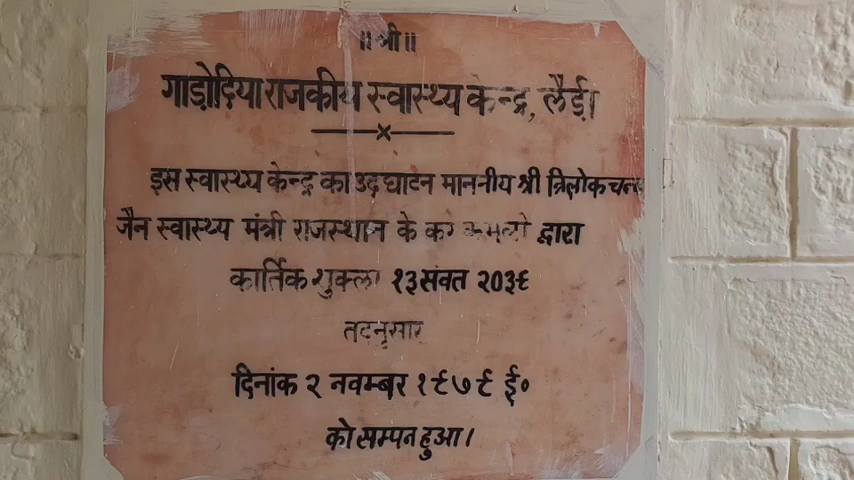 ॥ श्री ॥
गाड़ोदिया राजकीय स्वास्थ्य केन्द्र, लैड़ी
इस स्वास्थ्य केन्द्र का उद्घाटन माननीय श्री त्रिलोक चन्द
जैन स्वास्थ्य मंत्री राजस्थान के कर कमलो द्वारा
कार्तिक शुक्ला १३ संवत २०३६
तदनुसार
दिनांक २ नवम्बर १९७९ ई०
को सम्पन हुआ।